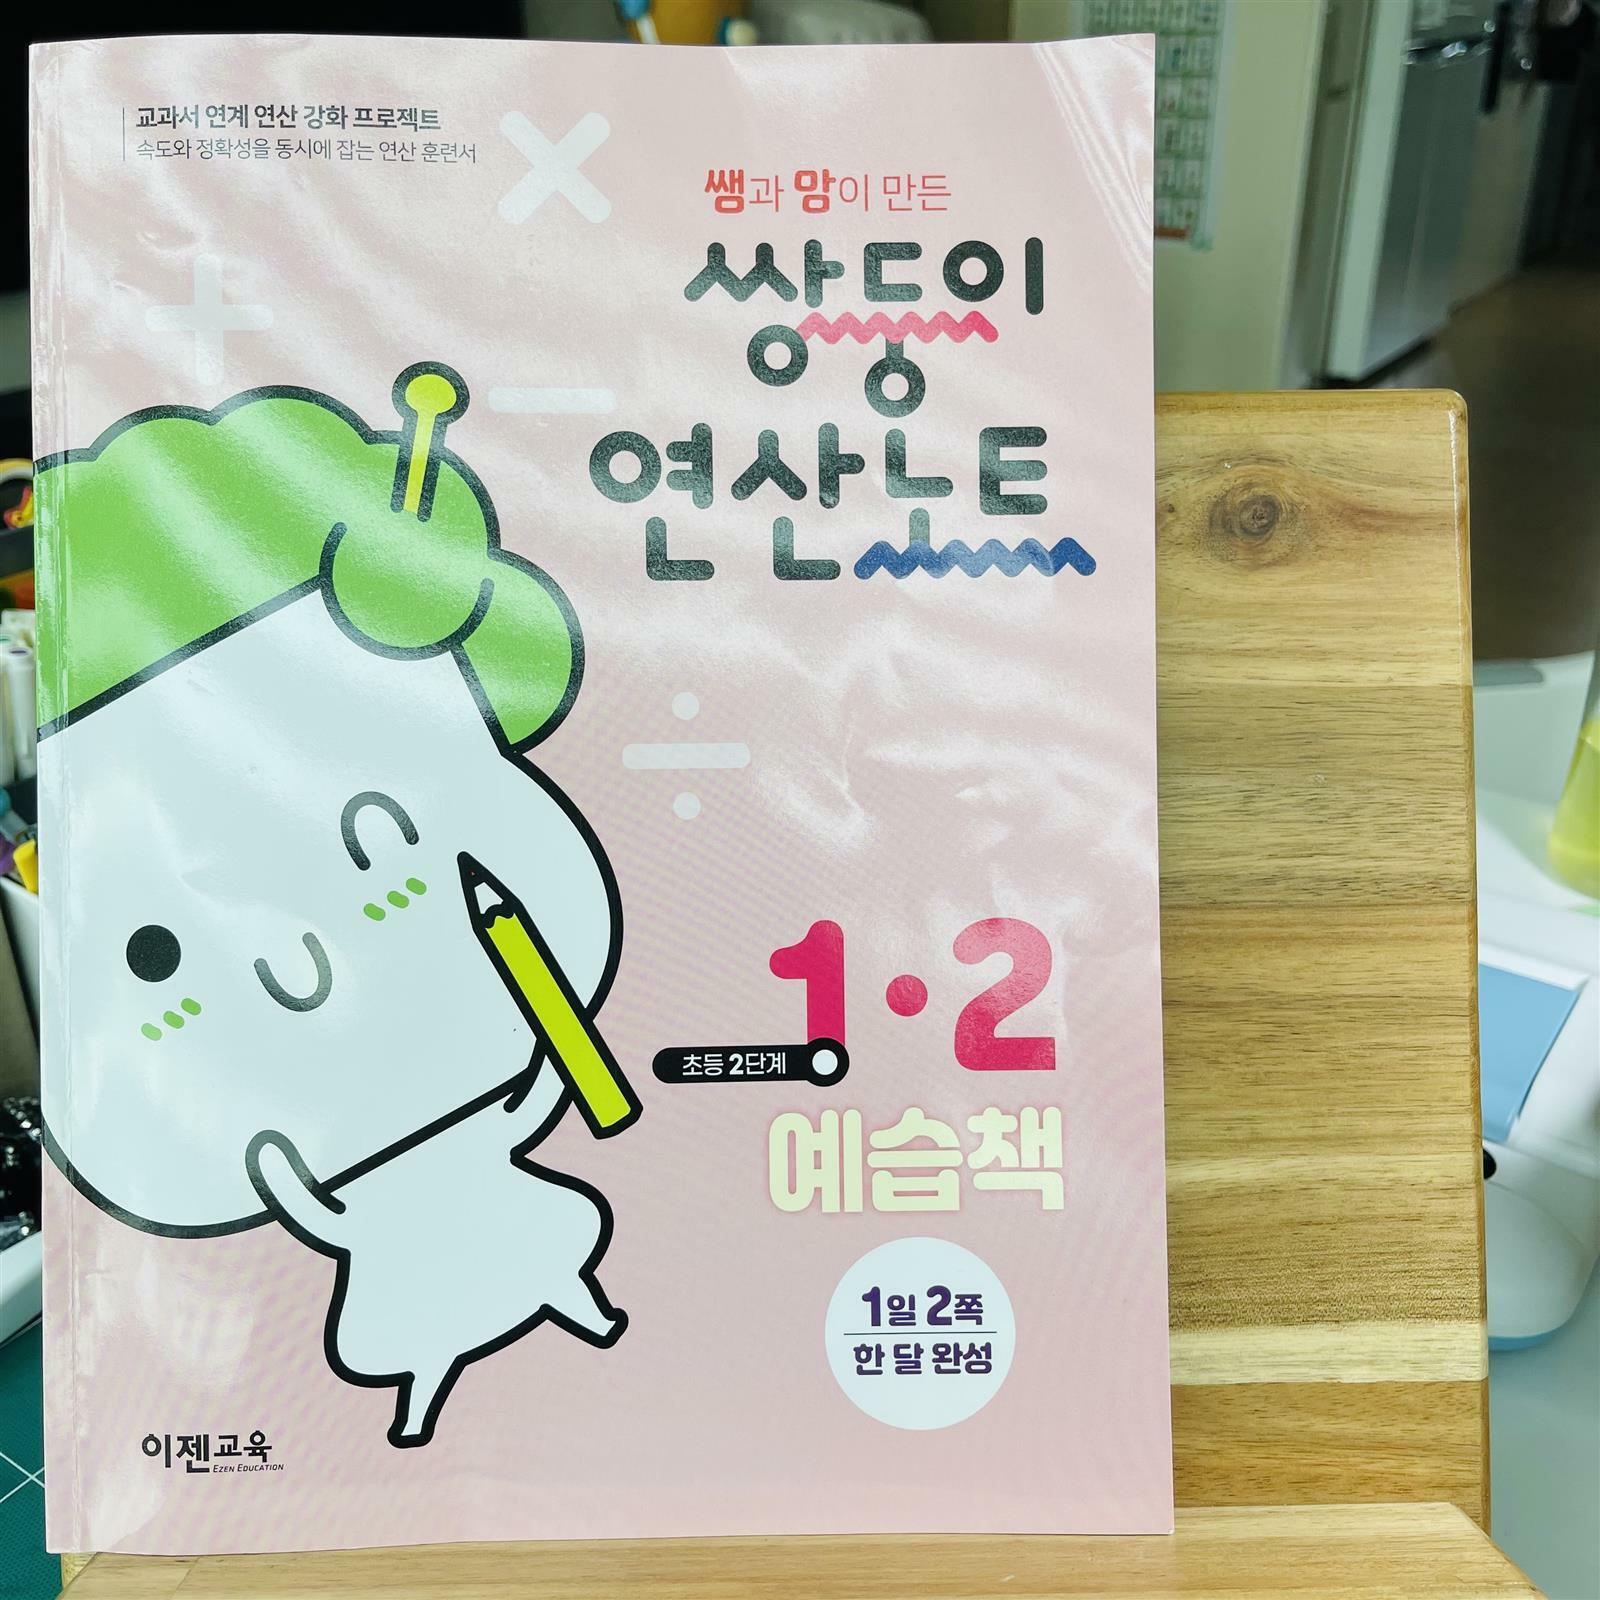 교과서 연계 연산 강화 프로젝트
속도와 정확성을 동시에 잡는 연산 훈련서
쌤과 맘이 만든
쌍둥이
연산노트
1·2
초등 2단계
예습책
1일 2쪽
한 달 완성
이젠교육
EZEN EDUCATION